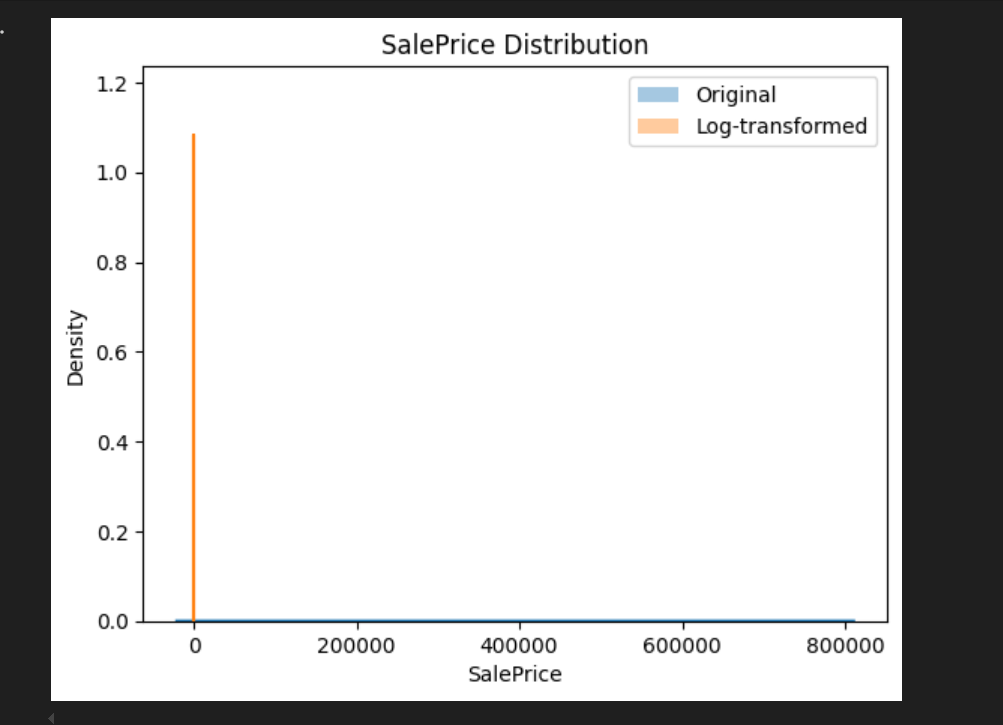 SalePrice Distribution
Original
Log-transformed
1.2
1.0
0.8
0.6
0.4
0.2
0.0
Density
0 200000 400000 600000 800000
SalePrice